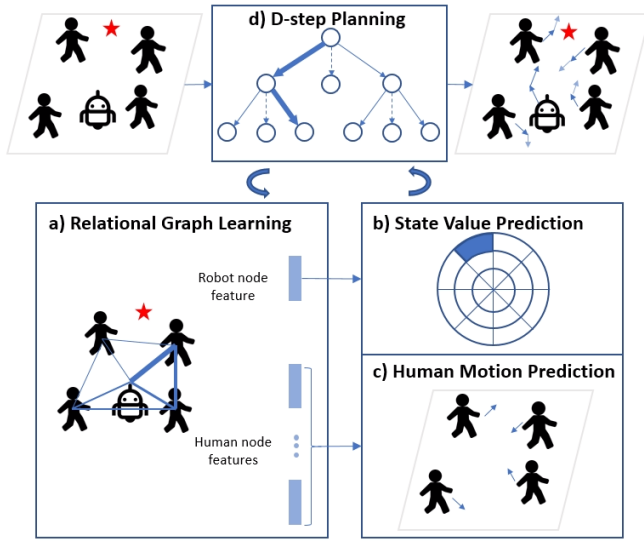 d) D-step Planning
a) Relational Graph Learning
Robot node
feature
Human node
features
b) State Value Prediction
c) Human Motion Prediction